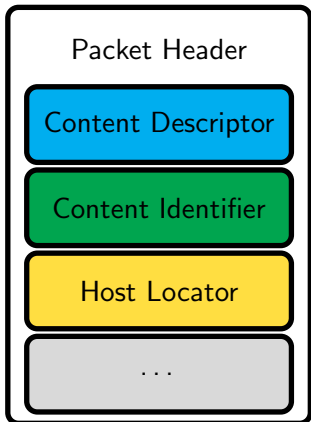 Packet Header
Content Descriptor
Content Identifier
Host Locator
...